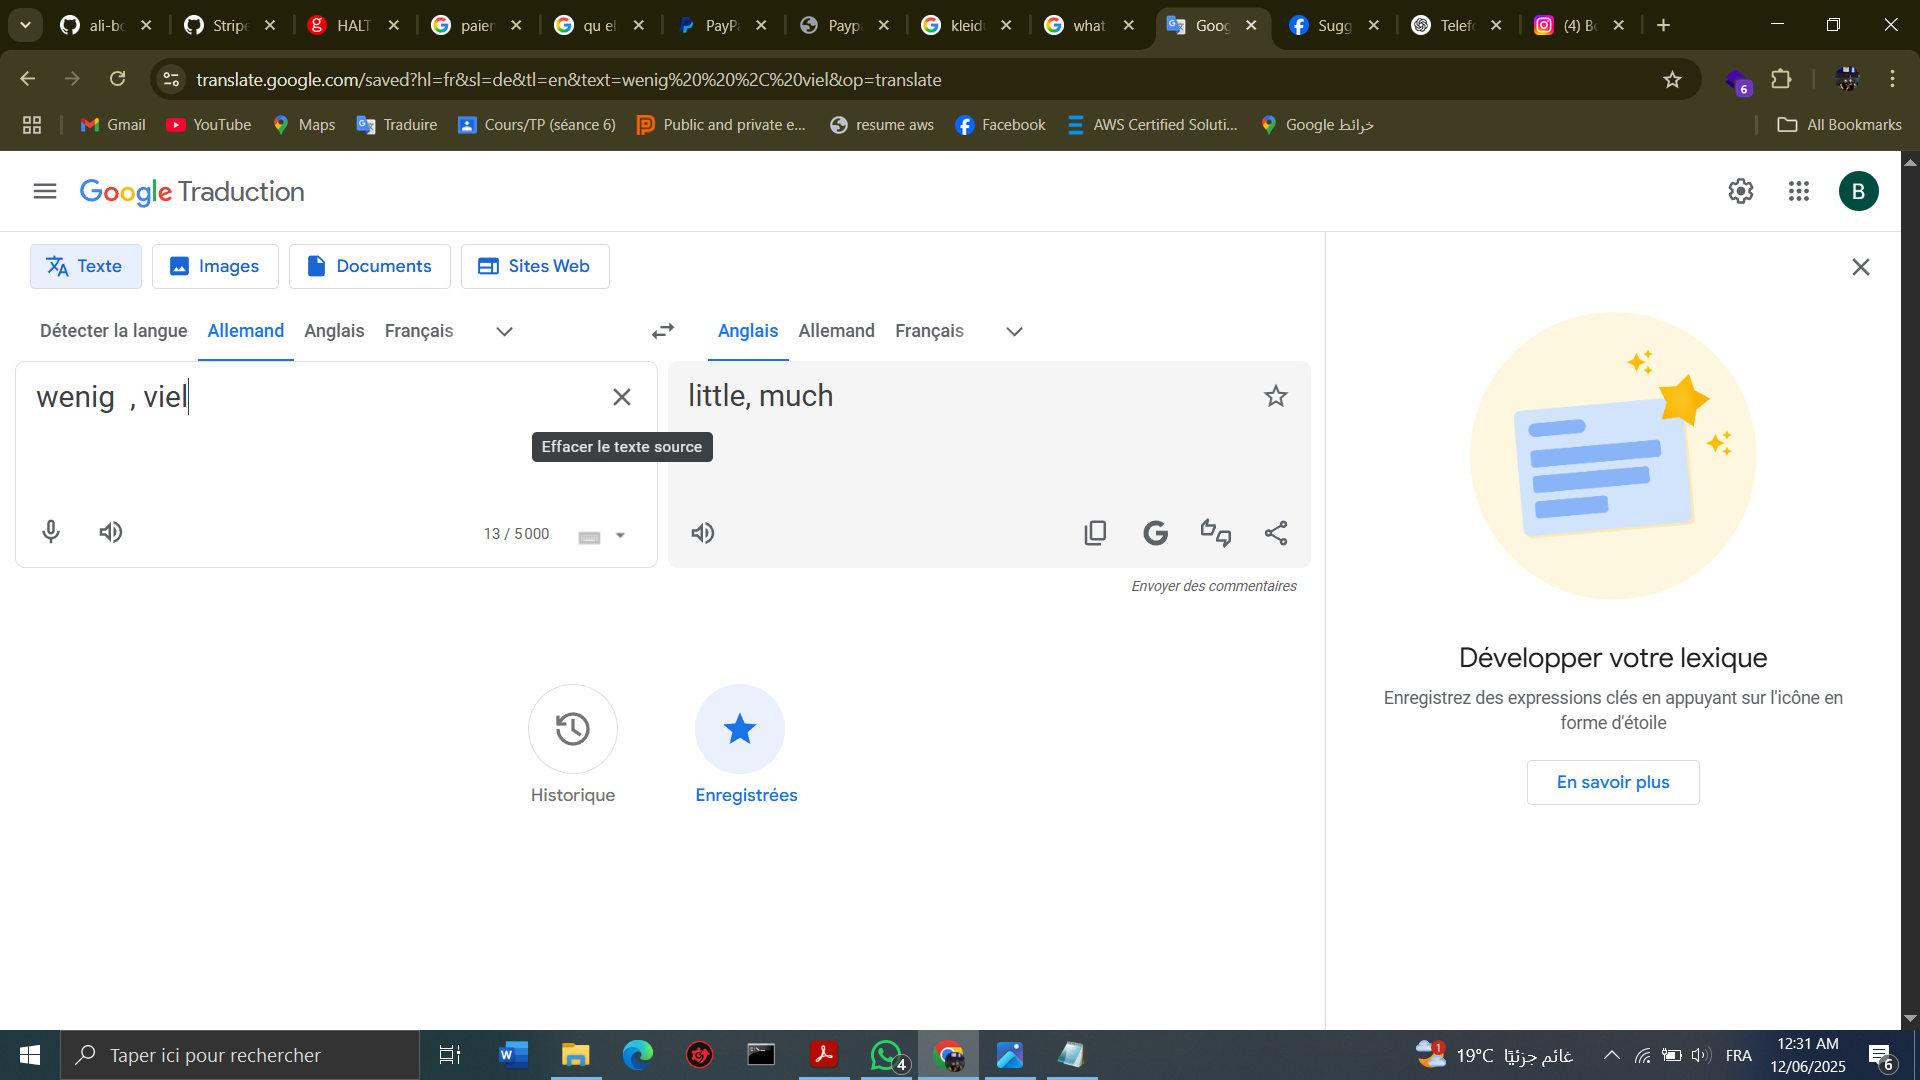 ali-bo
Stripe
HALT
paien
qu el
PayPa
Paypa
kleidu
what
Goog
Sugg
Telefo
(4) Bo
translate.google.com/saved?hl=fr&sl=de&tl=en&text=wenig%20%20%2C%20viel&op=translate
6
Gmail
YouTube
Maps
Traduire
Cours/TP (séance 6)
Public and private e...
resume aws
Facebook
AWS Certified Soluti...
خرائط Google
All Bookmarks
Google Traduction
B
Texte
Images
Documents
Sites Web
Détecter la langue
Allemand
Anglais
Français
Anglais
Allemand
Français
wenig  , viel
little, much
Effacer le texte source
13 / 5 000
Envoyer des commentaires
Historique
Enregistrées
Développer votre lexique
Enregistrez des expressions clés en appuyant sur l'icône en
forme d'étoile
En savoir plus
Taper ici pour rechercher
4
1
19°C غائم جزئيًا
FRA
12:31 AM
12/06/2025
6